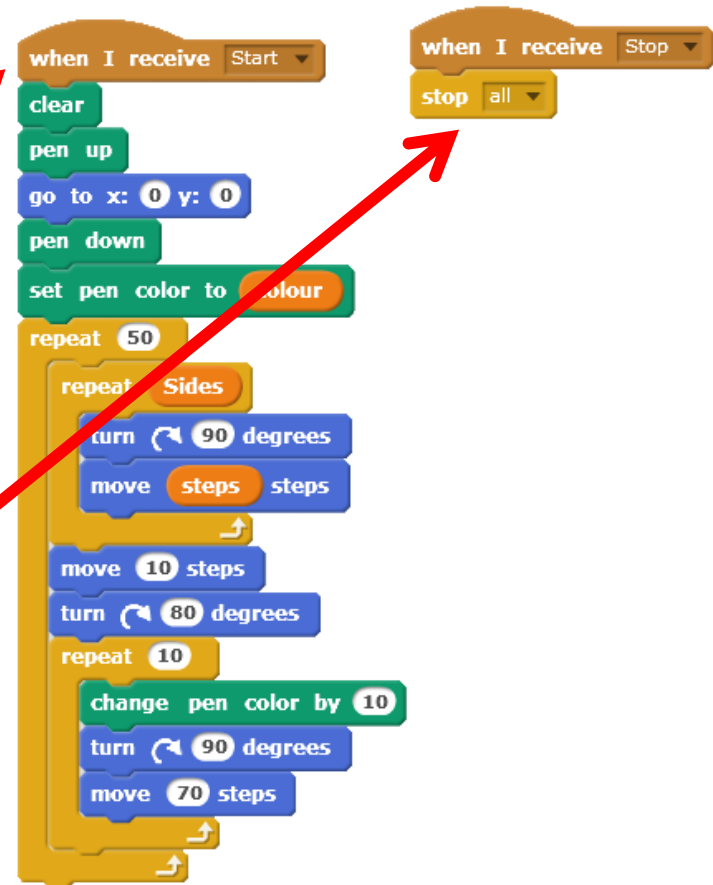 when I receive Start
clear
pen up
go to x: 0 y: 0
pen down
set pen color to colour
repeat 50
repeat Sides
turn 90 degrees
move steps steps
move 10 steps
turn 80 degrees
repeat 10
change pen color by 10
turn 90 degrees
move 70 steps
when I receive Stop
stop all